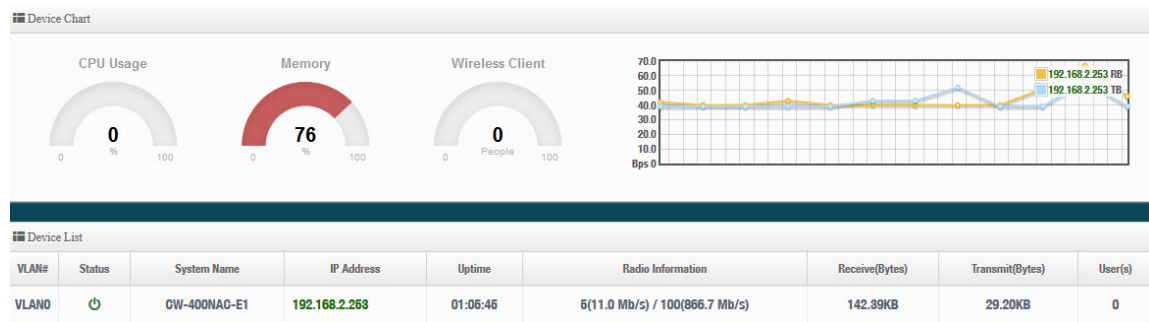 Device Chart
CPU Usage
0
%
0 100
Memory
76
%
0 100
Wireless Client
0
People
0 100
70.0
60.0
50.0
40.0
30.0
20.0
10.0
Bps 0
192.168.2.253 RB
192.168.2.253 TB
Device List
VLAN# Status System Name IP Address Uptime Radio Information Receive(Bytes) Transmit(Bytes) User(s)
VLAN0 CW-400NAC-E1 192.168.2.253 01:05:45 5(11.0 Mb/s) / 100(866.7 Mb/s) 142.39KB 29.20KB 0